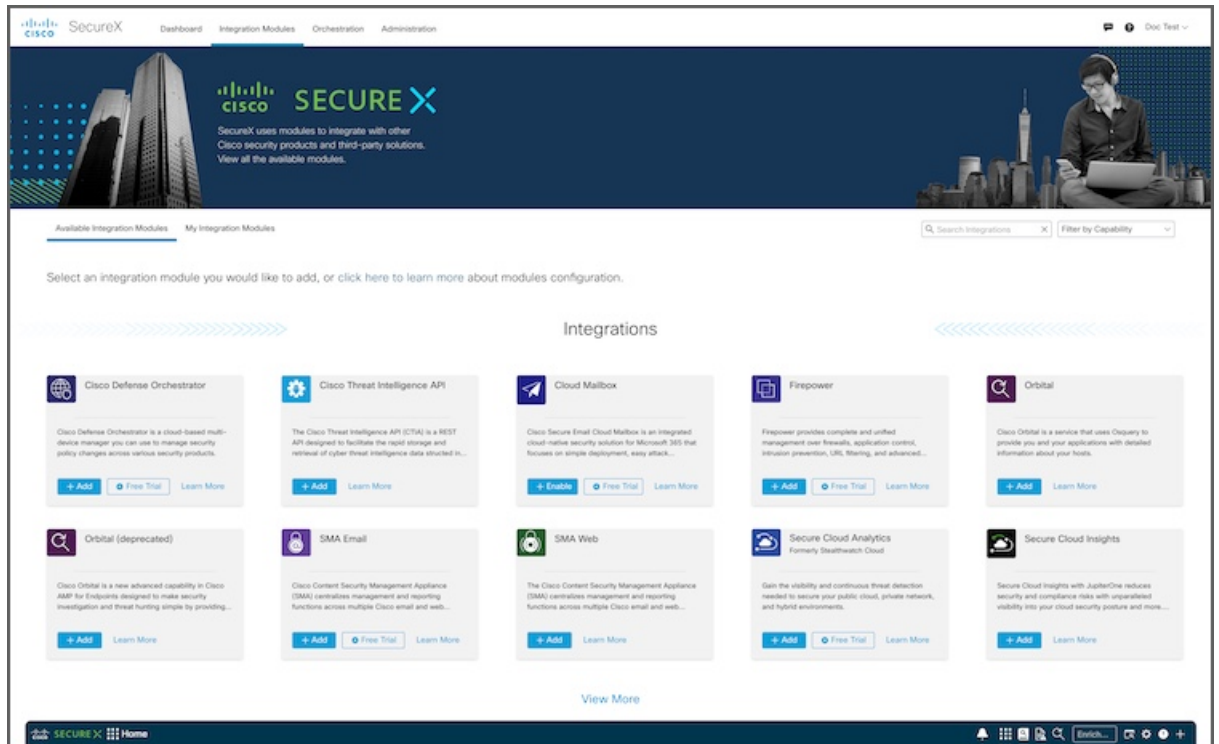 CISCO SecureX Dashboard Integration Modules Orchestration Administration Doc Test
CISCO SECURE X
SecureX uses modules to integrate with other
Cisco security products and third-party solutions.
View all the available modules.
Available Integration Modules My Integration Modules Search Integrations Filter by Capability
Select an integration module you would like to add, or click here to learn more about modules configuration.
Integrations
Cisco Defense Orchestrator
Cisco Defense Orchestrator is a cloud-based multi-
device manager you can use to manage security
policy changes across various security products.
+ Add Free Trial Learn More
Cisco Threat Intelligence API
The Cisco Threat Intelligence API (CTIA) is a REST
API designed to facilitate the rapid storage and
retrieval of cyber threat intelligence data structed in...
+ Add Learn More
Cloud Mailbox
Cisco Secure Email Cloud Mailbox is an integrated
cloud-native security solution for Microsoft 365 that
focuses on simple deployment, easy attack...
+ Enable Free Trial Learn More
Firepower
Firepower provides complete and unified
management over firewalls, application control,
intrusion prevention, URL filtering, and advanced...
+ Add Free Trial Learn More
Orbital
Cisco Orbital is a service that uses Osquery to
provide you and your applications with detailed
information about your hosts.
+ Add Learn More
Orbital (deprecated)
Cisco Orbital is a new advanced capability in Cisco
AMP for Endpoints designed to make security
investigation and threat hunting simple by providing...
+ Add Learn More
SMA Email
Cisco Content Security Management Appliance
(SMA) centralizes management and reporting
functions across multiple Cisco email and web...
+ Add Free Trial Learn More
SMA Web
The Cisco Content Security Management Appliance
(SMA) centralizes management and reporting
functions across multiple Cisco email and web...
+ Add Learn More
Secure Cloud Analytics
Formerly Stealthwatch Cloud
Gain the visibility and continuous threat detection
needed to secure your public cloud, private network,
and hybrid environments.
+ Add Free Trial Learn More
Secure Cloud Insights
Secure Cloud Insights with JupiterOne reduces
security and compliance risks with unparalleled
visibility into your cloud security posture and more....
+ Add Learn More
View More
CISCO SECURE X Home Enrich...